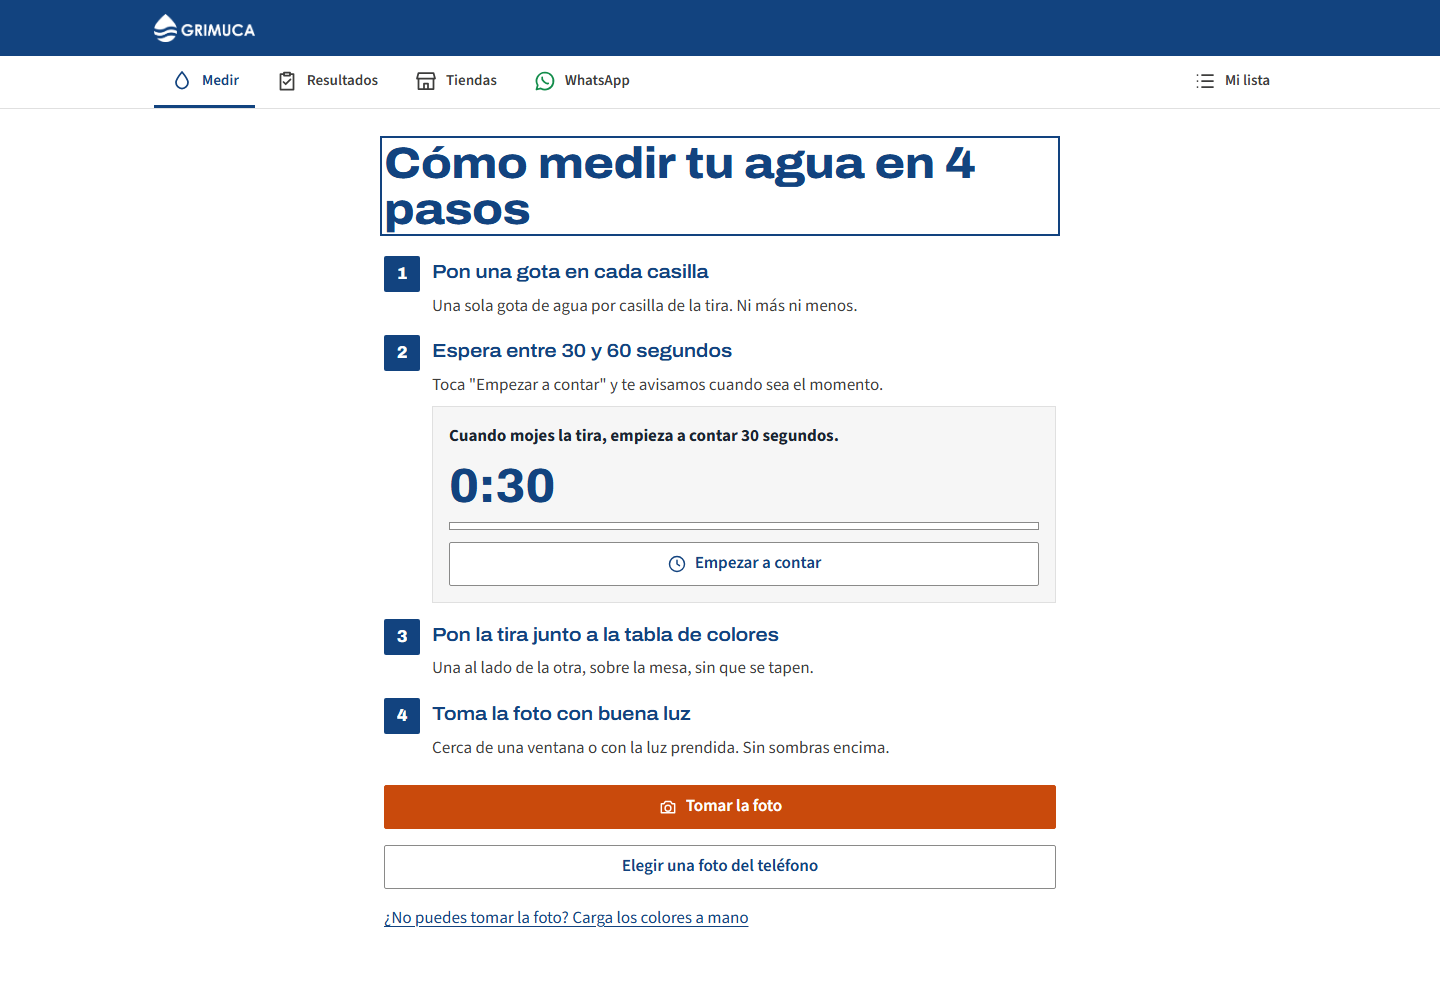 GRIMUCA
Medir
Resultados
Tiendas
WhatsApp
Mi lista
Cómo medir tu agua en 4
pasos
1
Pon una gota en cada casilla
Una sola gota de agua por casilla de la tira. Ni más ni menos.
2
Espera entre 30 y 60 segundos
Toca "Empezar a contar" y te avisamos cuando sea el momento.
Cuando mojes la tira, empieza a contar 30 segundos.
0:30
Empezar a contar
3
Pon la tira junto a la tabla de colores
Una al lado de la otra, sobre la mesa, sin que se tapen.
4
Toma la foto con buena luz
Cerca de una ventana o con la luz prendida. Sin sombras encima.
Tomar la foto
Elegir una foto del teléfono
¿No puedes tomar la foto? Carga los colores a mano